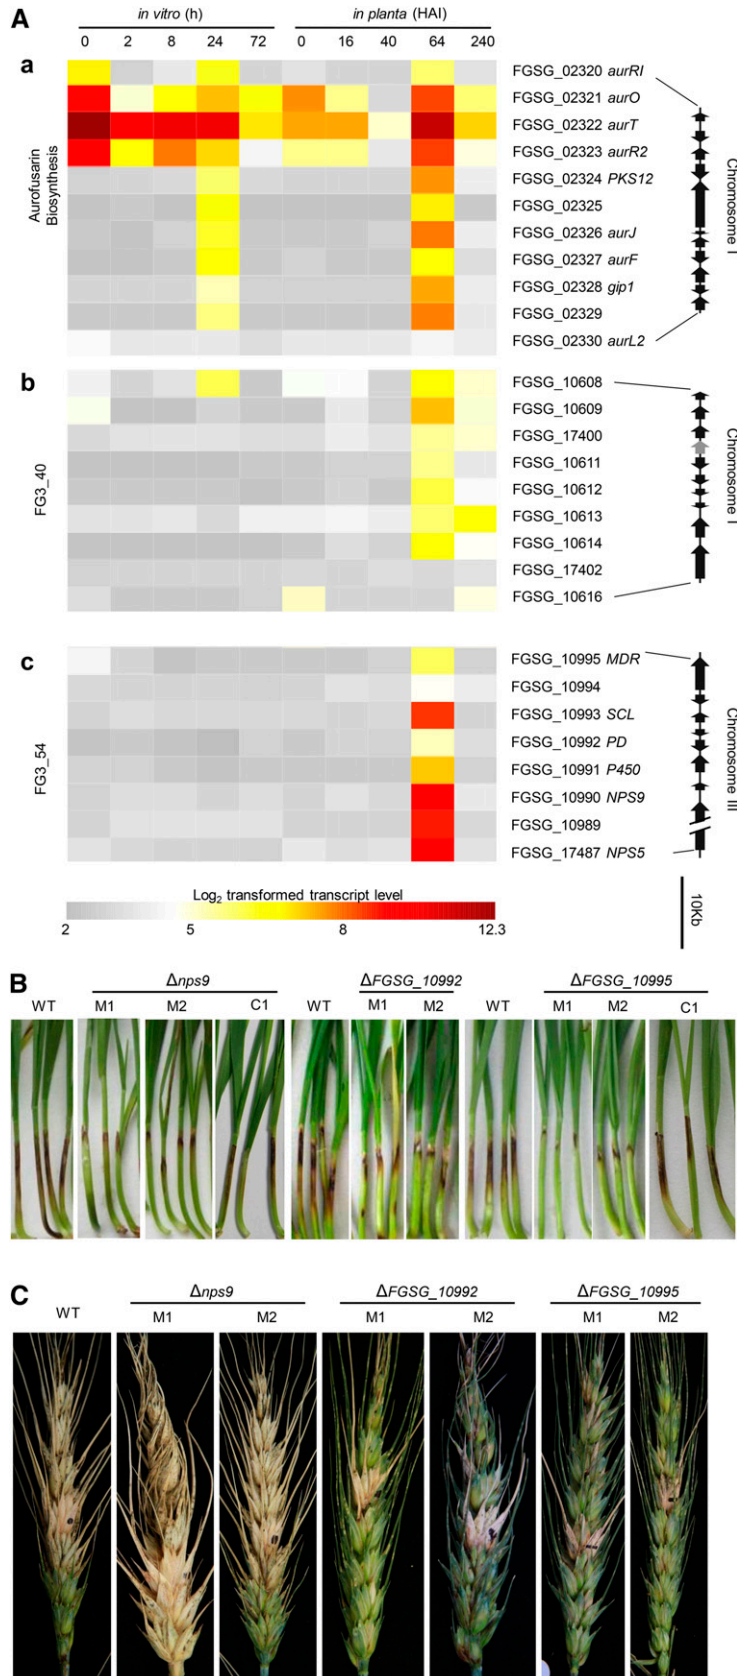 A
in vitro (h) in planta (HAI)
0 2 8 24 72 0 16 40 64 240
a
Aurofusarin
Biosynthesis
FGSG_02320 aurRI
FGSG_02321 aurO
FGSG_02322 aurT
FGSG_02323 aurR2
FGSG_02324 PKS12
FGSG_02325
FGSG_02326 aurJ
FGSG_02327 aurF
FGSG_02328 gip1
FGSG_02329
FGSG_02330 aurL2
Chromosome I
b
FG3_40
FGSG_10608
FGSG_10609
FGSG_17400
FGSG_10611
FGSG_10612
FGSG_10613
FGSG_10614
FGSG_17402
FGSG_10616
Chromosome I
c
FG3_54
FGSG_10995 MDR
FGSG_10994
FGSG_10993 SCL
FGSG_10992 PD
FGSG_10991 P450
FGSG_10990 NPS9
FGSG_10989
FGSG_17487 NPS5
Chromosome III
Log2 transformed transcript level
2 5 8 12.3
10Kb
B
Δnps9 ΔFGSG_10992 ΔFGSG_10995
WT M1 M2 C1 WT M1 M2 WT M1 M2 C1
C
Δnps9 ΔFGSG_10992 ΔFGSG_10995
WT M1 M2 M1 M2 M1 M2